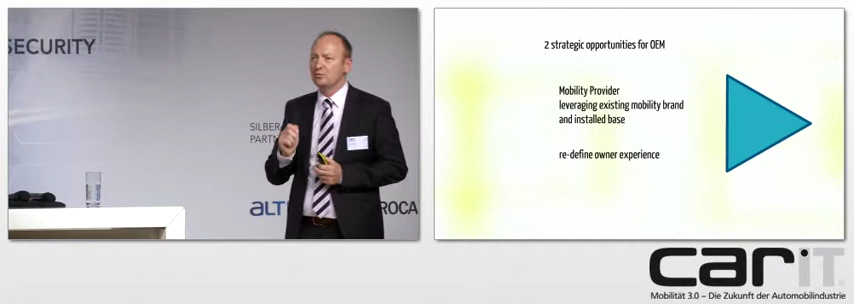 SECURITY
SILBER
PARTN
ALT
ROCA
2 strategic opportunities for OEM
Mobility Provider
leveraging existing mobility brand
and installed base
re-define owner experience
carIT
Mobilität 3.0 – Die Zukunft der Automobilindustrie